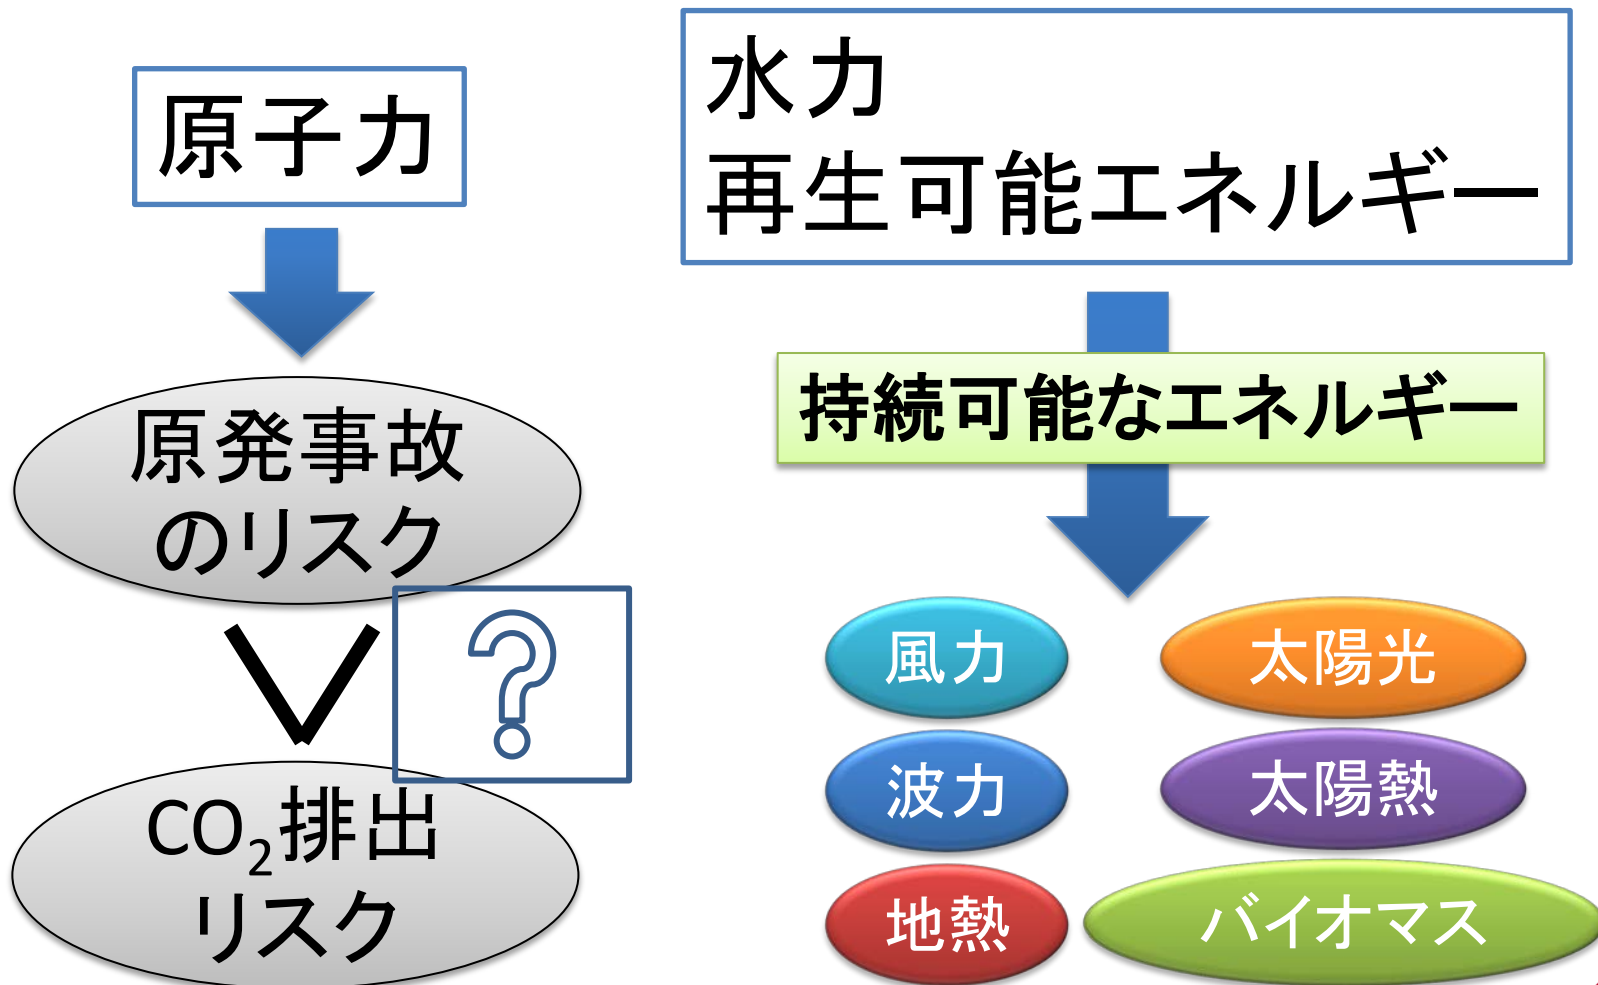 原子力
原発事故
のリスク
?
CO₂排出
リスク
水力
再生可能エネルギー
持続可能なエネルギー
風力
太陽光
波力
太陽熱
地熱
バイオマス